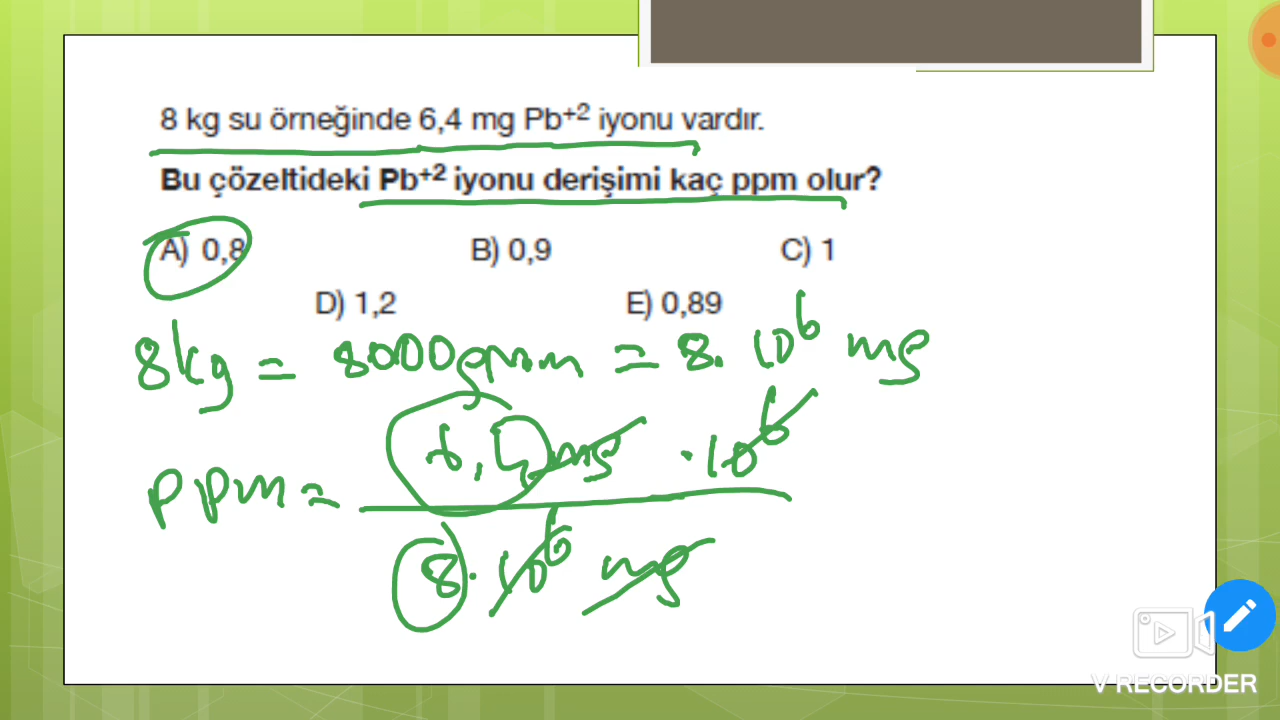 8 kg su örneğinde 6,4 mg Pb+2 iyonu vardır.
Bu çözeltideki Pb+2 iyonu derişimi kaç ppm olur?
A) 0,8 B) 0,9 C) 1
D) 1,2 E) 0,89
8kg = 8000gram = 8.10^6 mg
ppm = 6,4mg .10^6
8.10^6 mg
V RECORDER